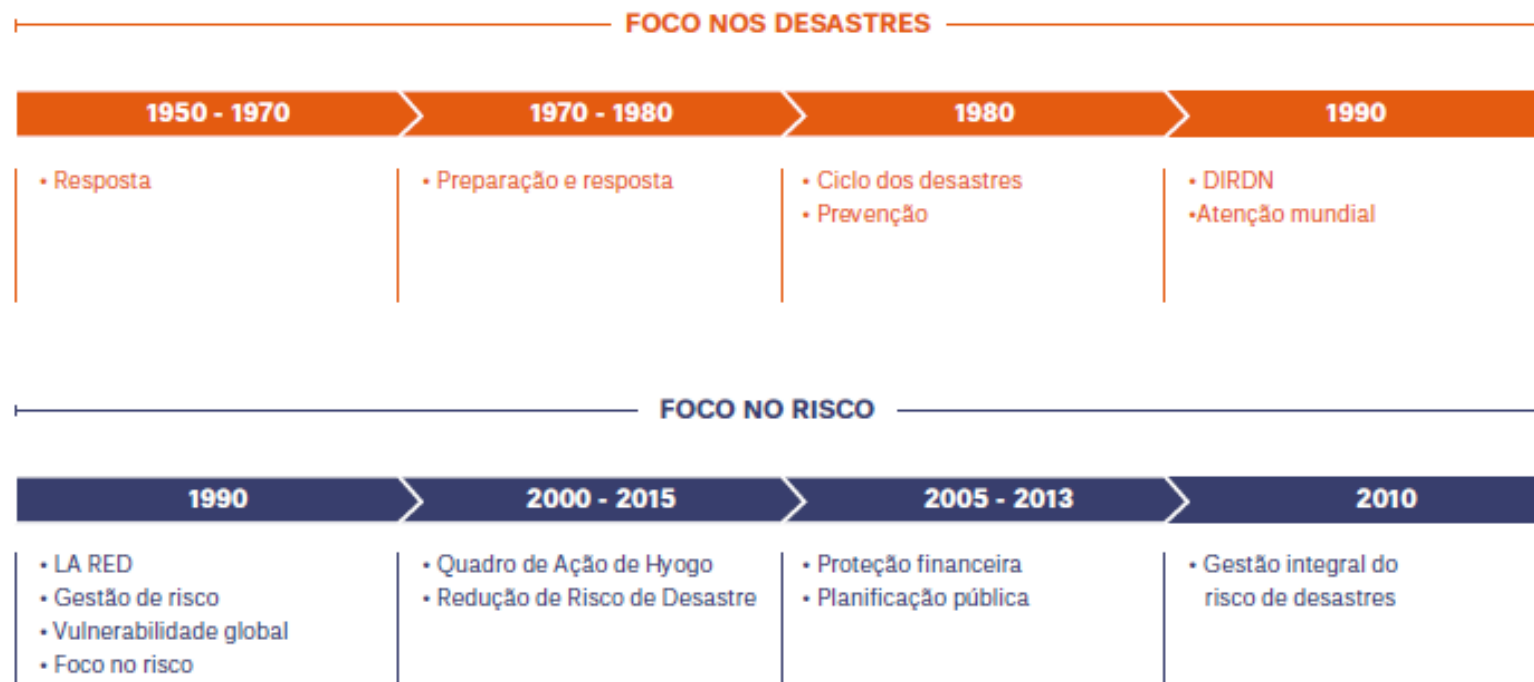 FOCO NOS DESASTRES
1950 - 1970
1970 - 1980
1980
1990
• Resposta
• Preparação e resposta
• Ciclo dos desastres
• Prevenção
• DIRDN
•Atenção mundial
FOCO NO RISCO
1990
2000 - 2015
2005 - 2013
2010
• LA RED
• Gestão de risco
• Vulnerabilidade global
• Foco no risco
• Quadro de Ação de Hyogo
• Redução de Risco de Desastre
• Proteção financeira
• Planificação pública
• Gestão integral do
risco de desastres